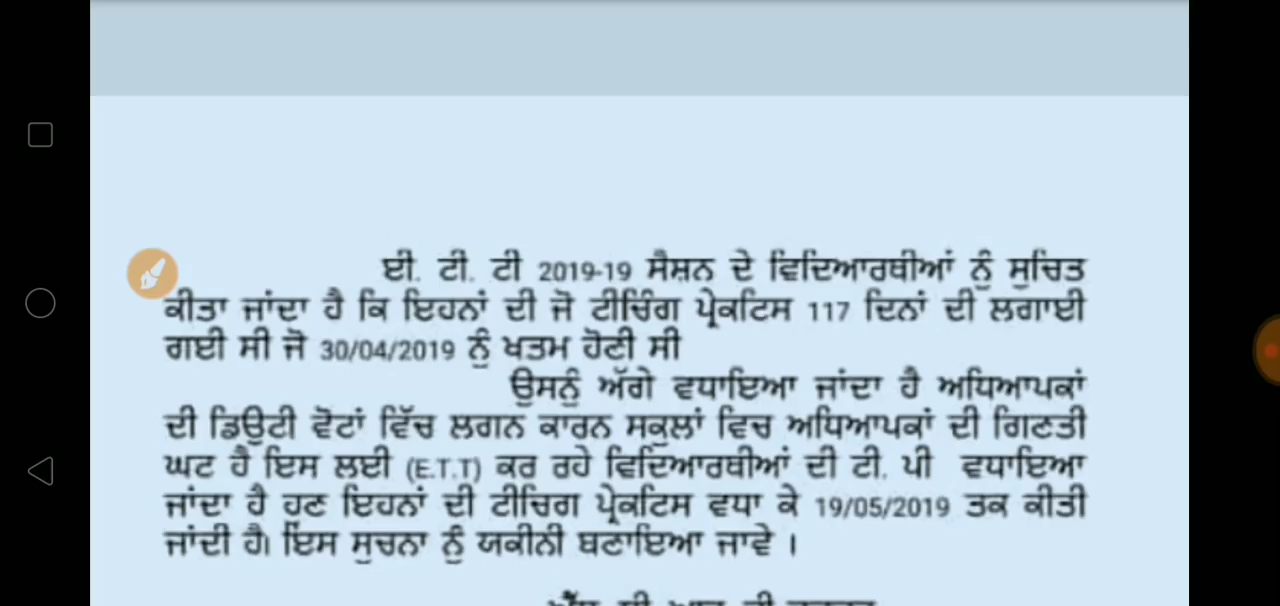 ਈ. ਟੀ. ਟੀ 2019-19 ਸੈਸ਼ਨ ਦੇ ਵਿਦਿਆਰਥੀਆਂ ਨੂੰ ਸੁਚਿਤ
ਕੀਤਾ ਜਾਂਦਾ ਹੈ ਕਿ ਇਹਨਾਂ ਦੀ ਜੋ ਟੀਚਿੰਗ ਪ੍ਰੇਕਟਿਸ 117 ਦਿਨਾਂ ਦੀ ਲਗਾਈ
ਗਈ ਸੀ ਜੋ 30/04/2019 ਨੂੰ ਖਤਮ ਹੋਣੀ ਸੀ
ਉਸਨੂੰ ਅੱਗੇ ਵਧਾਇਆ ਜਾਂਦਾ ਹੈ ਅਧਿਆਪਕਾਂ
ਦੀ ਡਿਊਟੀ ਵੋਟਾਂ ਵਿੱਚ ਲਗਨ ਕਾਰਨ ਸਕੂਲਾਂ ਵਿਚ ਅਧਿਆਪਕਾਂ ਦੀ ਗਿਣਤੀ
ਘਟ ਹੈ ਇਸ ਲਈ (E.T.T) ਕਰ ਰਹੇ ਵਿਦਿਆਰਥੀਆਂ ਦੀ ਟੀ. ਪੀ ਵਧਾਇਆ
ਜਾਂਦਾ ਹੈ ਹੁਣ ਇਹਨਾਂ ਦੀ ਟੀਚਿਗ ਪ੍ਰੇਕਟਿਸ ਵਧਾ ਕੇ 19/05/2019 ਤਕ ਕੀਤੀ
ਜਾਂਦੀ ਹੈ। ਇਸ ਸੁਚਨਾ ਨੂੰ ਯਕੀਨੀ ਬਣਾਇਆ ਜਾਵੇ ।